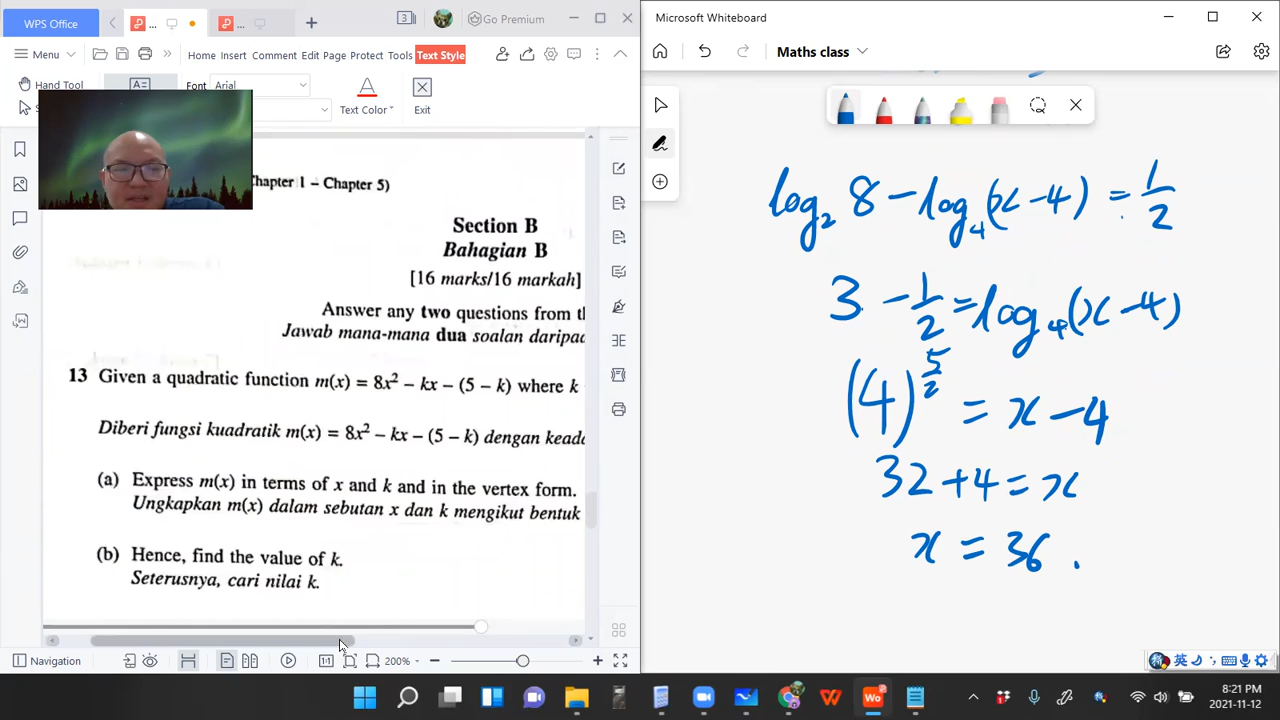 WPS Office
...
...
3
Go Premium
Menu
Home Insert Comment Edit Page Protect Tools Text Style
Hand Tool
Font Arial
Text Color
Exit
Chapter 1 – Chapter 5)
Section B
Bahagian B
[16 marks/16 markah]
Answer any two questions from
Jawab mana-mana dua soalan
13 Given a quadratic function m(x) = 8x² – kx – (5 – k) where k
Diberi fungsi kuadratik m(x) = 8x² – kx – (5 – k) dengan
(a) Express m(x) in terms of x and k and in the vertex form.
Ungkapkan m(x) dalam sebutan x dan k mengikut bentuk
(b) Hence, find the value of k.
Seterusnya, cari nilai k.
Navigation
200%
Microsoft Whiteboard
Maths class
log₂ 8 – log₄(x – 4) = 1/2
3 – 1/2 = log₄(x – 4)
(4)^5/2 = x – 4
32 + 4 = x
x = 36 .
英
8:21 PM
2021-11-12